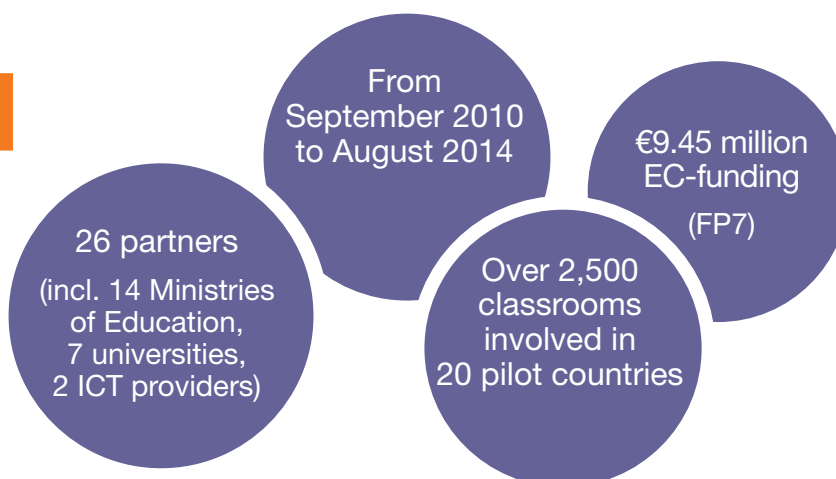 From
September 2010
to August 2014
€9.45 million
EC-funding
(FP7)
26 partners
(incl. 14 Ministries
of Education,
7 universities,
2 ICT providers)
Over 2,500
classrooms
involved in
20 pilot countries